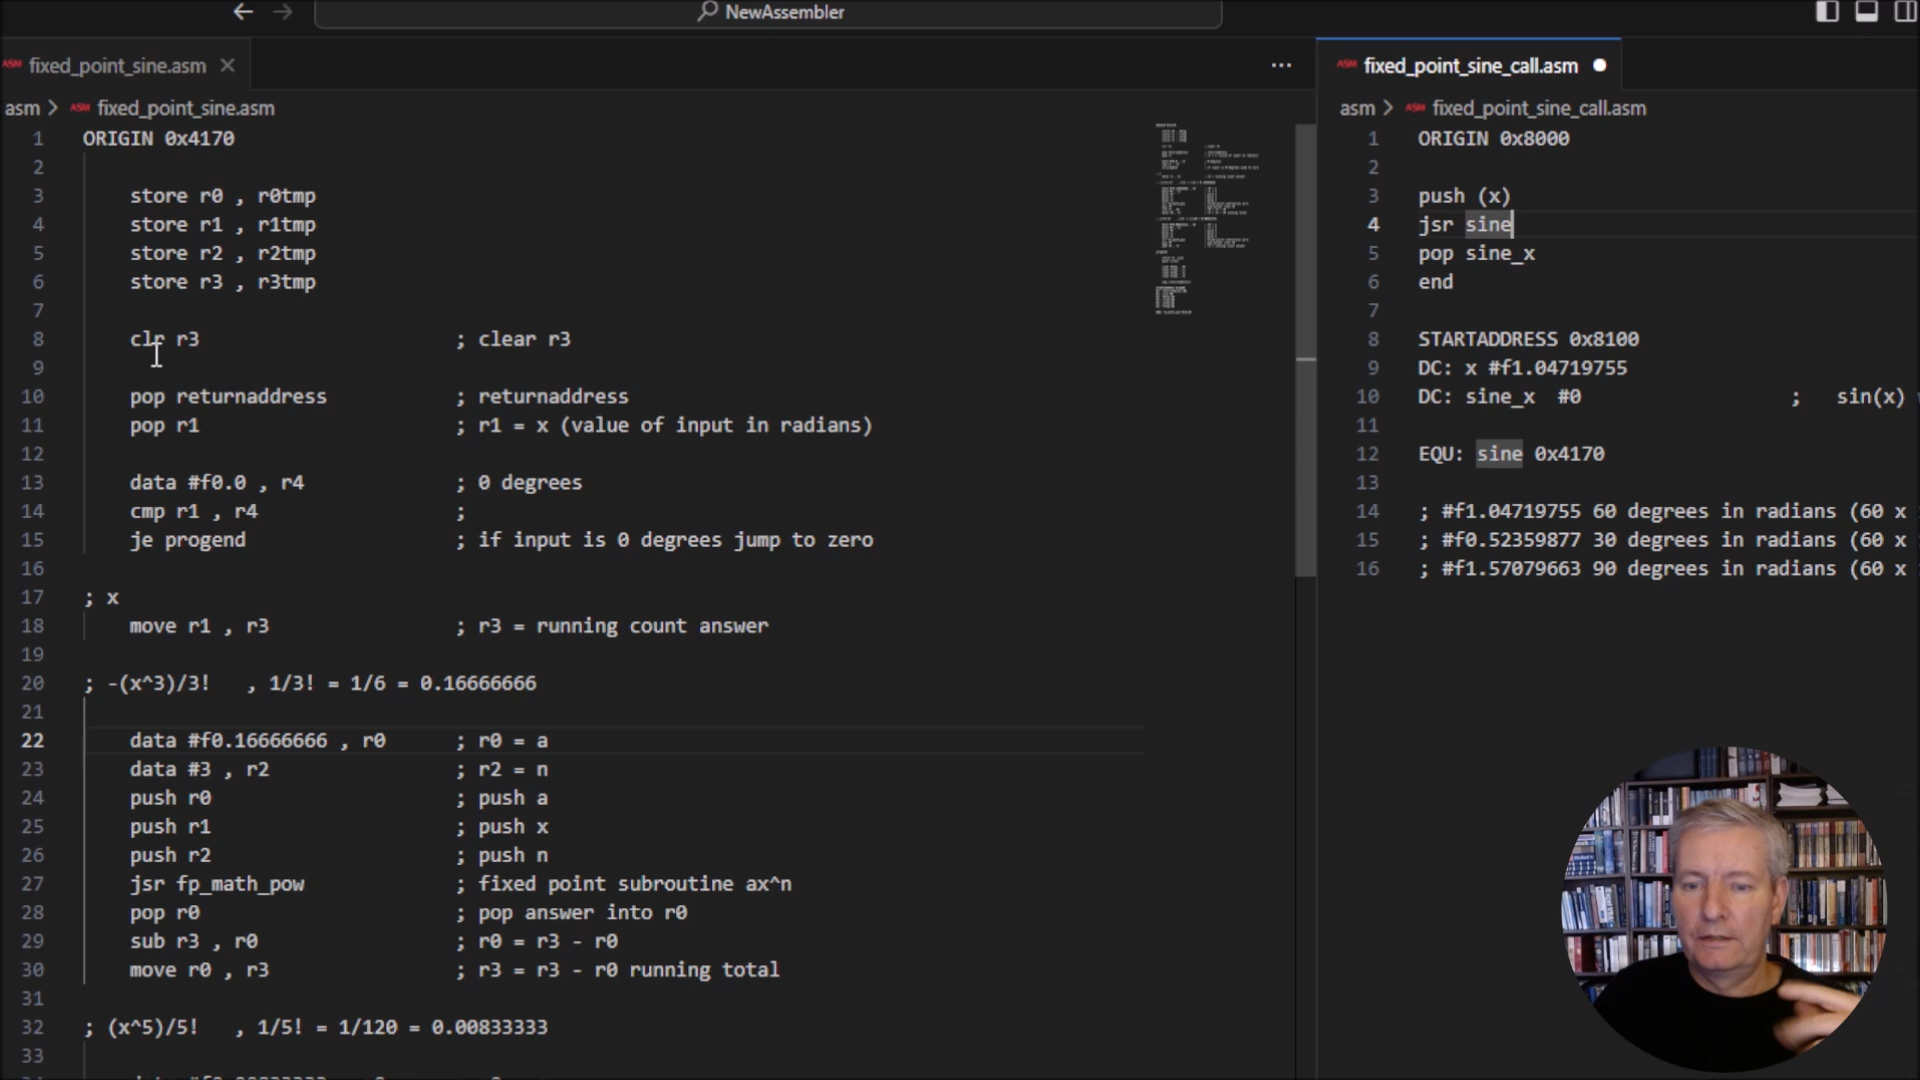 NewAssembler
ASM fixed_point_sine.asm
asm > ASM fixed_point_sine.asm
1 ORIGIN 0x4170
2
3 store r0 , r0tmp
4 store r1 , r1tmp
5 store r2 , r2tmp
6 store r3 , r3tmp
7
8 clr r3 ; clear r3
9
10 pop returnaddress ; returnaddress
11 pop r1 ; r1 = x (value of input in radians)
12
13 data #f0.0 , r4 ; 0 degrees
14 cmp r1 , r4 ;
15 je progend ; if input is 0 degrees jump to zero
16
17 ; x
18 move r1 , r3 ; r3 = running count answer
19
20 ; -(x^3)/3! , 1/3! = 1/6 = 0.16666666
21
22 data #f0.16666666 , r0 ; r0 = a
23 data #3 , r2 ; r2 = n
24 push r0 ; push a
25 push r1 ; push x
26 push r2 ; push n
27 jsr fp_math_pow ; fixed point subroutine ax^n
28 pop r0 ; pop answer into r0
29 sub r3 , r0 ; r0 = r3 - r0
30 move r0 , r3 ; r3 = r3 - r0 running total
31
32 ; (x^5)/5! , 1/5! = 1/120 = 0.00833333
33
ASM fixed_point_sine_call.asm
asm > ASM fixed_point_sine_call.asm
1 ORIGIN 0x8000
2
3 push (x)
4 jsr sine
5 pop sine_x
6 end
7
8 STARTADDRESS 0x8100
9 DC: x #f1.04719755
10 DC: sine_x #0 ; sin(x)
11
12 EQU: sine 0x4170
13
14 ; #f1.04719755 60 degrees in radians (60 x
15 ; #f0.52359877 30 degrees in radians (60 x
16 ; #f1.57079663 90 degrees in radians (60 x